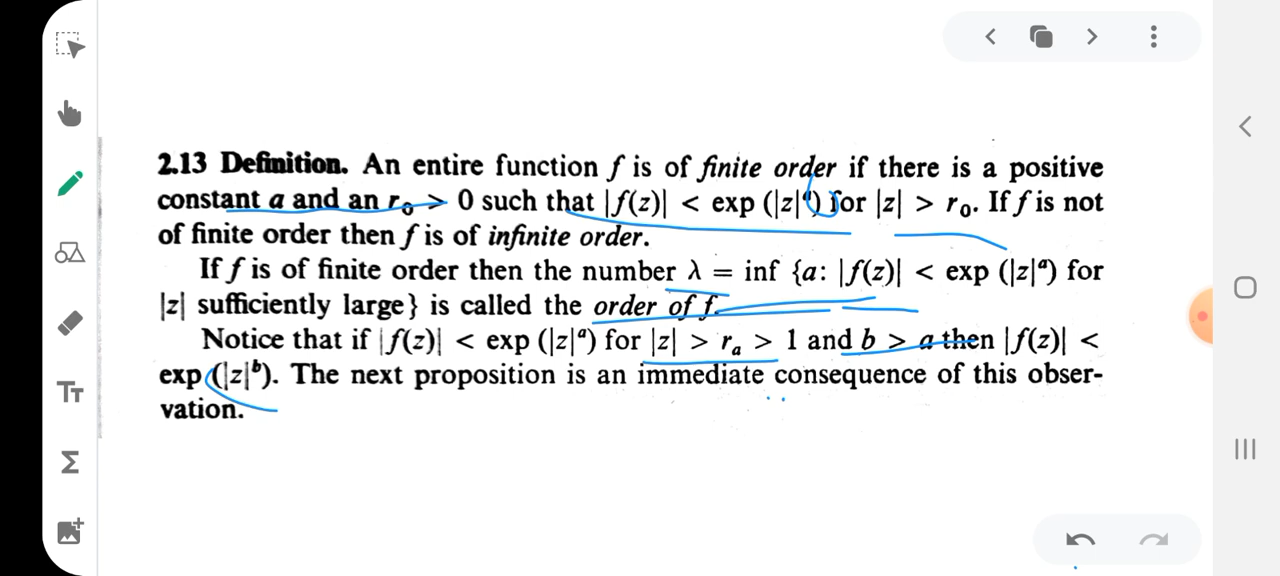 2.13 Definition. An entire function f is of finite order if there is a positive
constant a and an r₀ > 0 such that |f(z)| < exp (|z|ᵃ) for |z| > r₀. If f is not
of finite order then f is of infinite order.
If f is of finite order then the number λ = inf {a: |f(z)| < exp (|z|ᵃ) for
|z| sufficiently large} is called the order of f.
Notice that if |f(z)| < exp (|z|ᵃ) for |z| > rₐ > 1 and b > a then |f(z)| <
exp (|z|ᵇ). The next proposition is an immediate consequence of this obser-
vation.
TT
Σ